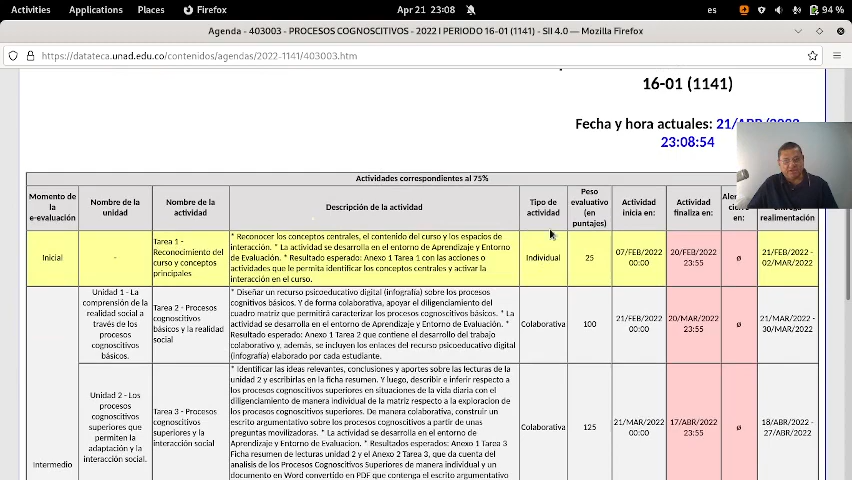 Activities Applications Places Firefox Apr 21 23:08 es 94 %
Agenda - 403003 - PROCESOS COGNOSCITIVOS - 2022 I PERIODO 16-01 (1141) - SII 4.0 — Mozilla Firefox
https://datateca.unad.edu.co/contenidos/agendas/2022-1141/403003.htm
16-01 (1141)
Fecha y hora actuales: 21/ABR/2022
23:08:54
Actividades correspondientes al 75%
Momento de la e-evaluación
Nombre de la unidad
Nombre de la actividad
Descripción de la actividad
Tipo de actividad
Peso evaluativo (en puntajes)
Actividad inicia en:
Actividad finaliza en:
en:
realimentación
Inicial
-
Tarea 1 -
Reconocimiento del
curso y conceptos
principales
* Reconocer los conceptos centrales, el contenido del curso y los espacios de
interacción. * La actividad se desarrolla en el entorno de Aprendizaje y Entorno
de Evaluación. * Resultado esperado: Anexo 1 Tarea 1 con las acciones o
actividades que le permita identificar los conceptos centrales y activar la
interacción en el curso.
Individual
25
07/FEB/2022
00:00
20/FEB/2022
23:55
ø
21/FEB/2022 -
02/MAR/2022
Unidad 1 - La
comprensión de la
realidad social a
través de los
procesos
cognoscitivos
básicos.
Tarea 2 - Procesos
cognoscitivos
básicos y la realidad
social
* Diseñar un recurso psicoeducativo digital (infografía) sobre los procesos
cognitivos básicos. Y de forma colaborativa, apoyar el diligenciamiento del
cuadro matriz que permitirá caracterizar los procesos cognoscitivos básicos. * La
actividad se desarrolla en el entorno de Aprendizaje y Entorno de Evaluación. *
Resultado esperado: Anexo 1 Tarea 2 que contiene el desarrollo del trabajo
colaborativo y, además, se incluyen los enlaces del recurso psicoeducativo digital
(infografía) elaborado por cada estudiante.
Colaborativa
100
21/FEB/2022
00:00
20/MAR/2022
23:55
ø
21/MAR/2022 -
30/MAR/2022
Intermedio
Unidad 2 - Los
procesos
cognoscitivos
superiores que
permiten la
adaptación y la
interacción social.
Tarea 3 - Procesos
cognoscitivos
superiores y la
interacción social
* Identificar las ideas relevantes, conclusiones y aportes sobre las lecturas de la
unidad 2 y escribirlas en la ficha resumen. Y luego, describir e inferir respecto a
los procesos cognoscitivos superiores en situaciones de la vida diaria con el
diligenciamiento de manera individual de la matriz respecto a la exploracion de
los procesos cognoscitivos superiores. De manera colaborativa, construir un
escrito argumentativo sobre los procesos cognoscitivos a partir de unas
preguntas movilizadoras. * La actividad se desarrolla en el entorno de
Aprendizaje y Entorno de Evaluacion. * Resultados esperados: Anexo 1 Tarea 3
Ficha resumen de lecturas unidad 2 y el Anexo 2 Tarea 3, que da cuenta del
analisis de los Procesos Cognoscitivos Superiores de manera individual y un
documento en Word convertido en PDF que contenga el escrito argumentativo
Colaborativa
125
21/MAR/2022
00:00
17/ABR/2022
23:55
ø
18/ABR/2022 -
27/ABR/2022